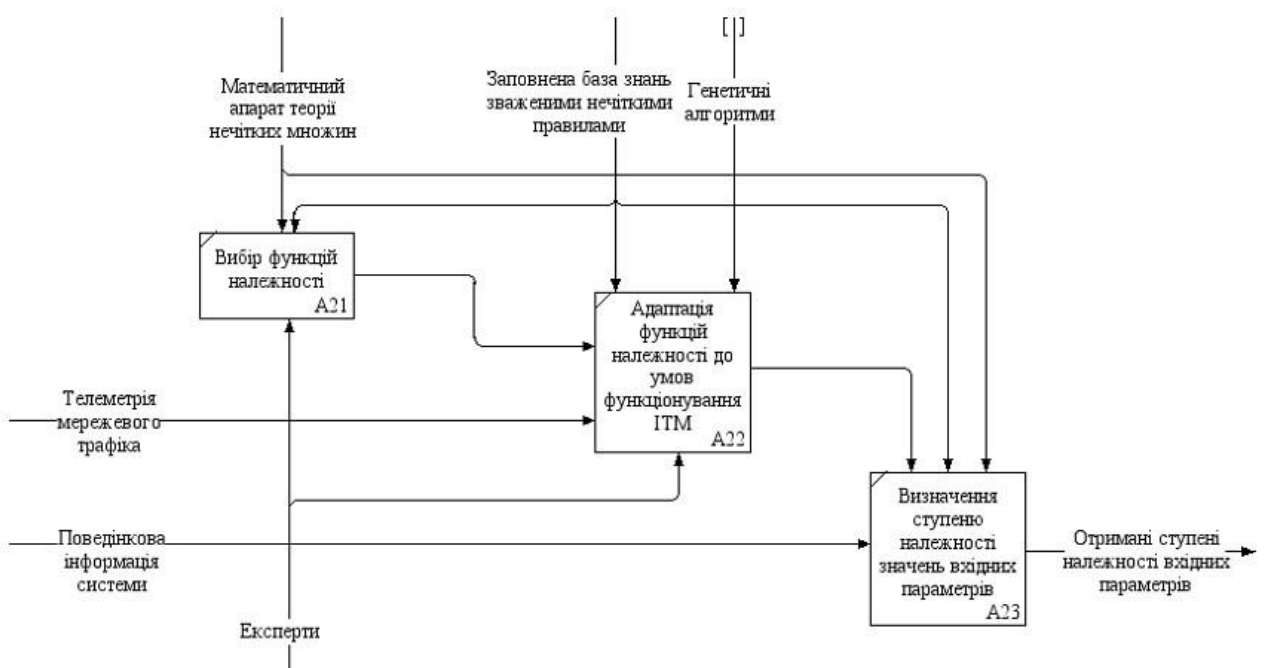 [ ]
Математичний
апарат теорії
нечітких множин
Заповнена база знань
зваженими нечіткими
правилами
Генетичні
алгоритми
Вибір функцій
належності
A21
Адаптація
функцій
належності до
умов
функціонування
ІТМ
A22
Телеметрія
мережевого
трафіка
Визначення
ступеню
належності
значень вхідних
параметрів
A23
Поведінкова
інформація
системи
Отримані ступені
належності вхідних
параметрів
Експерти